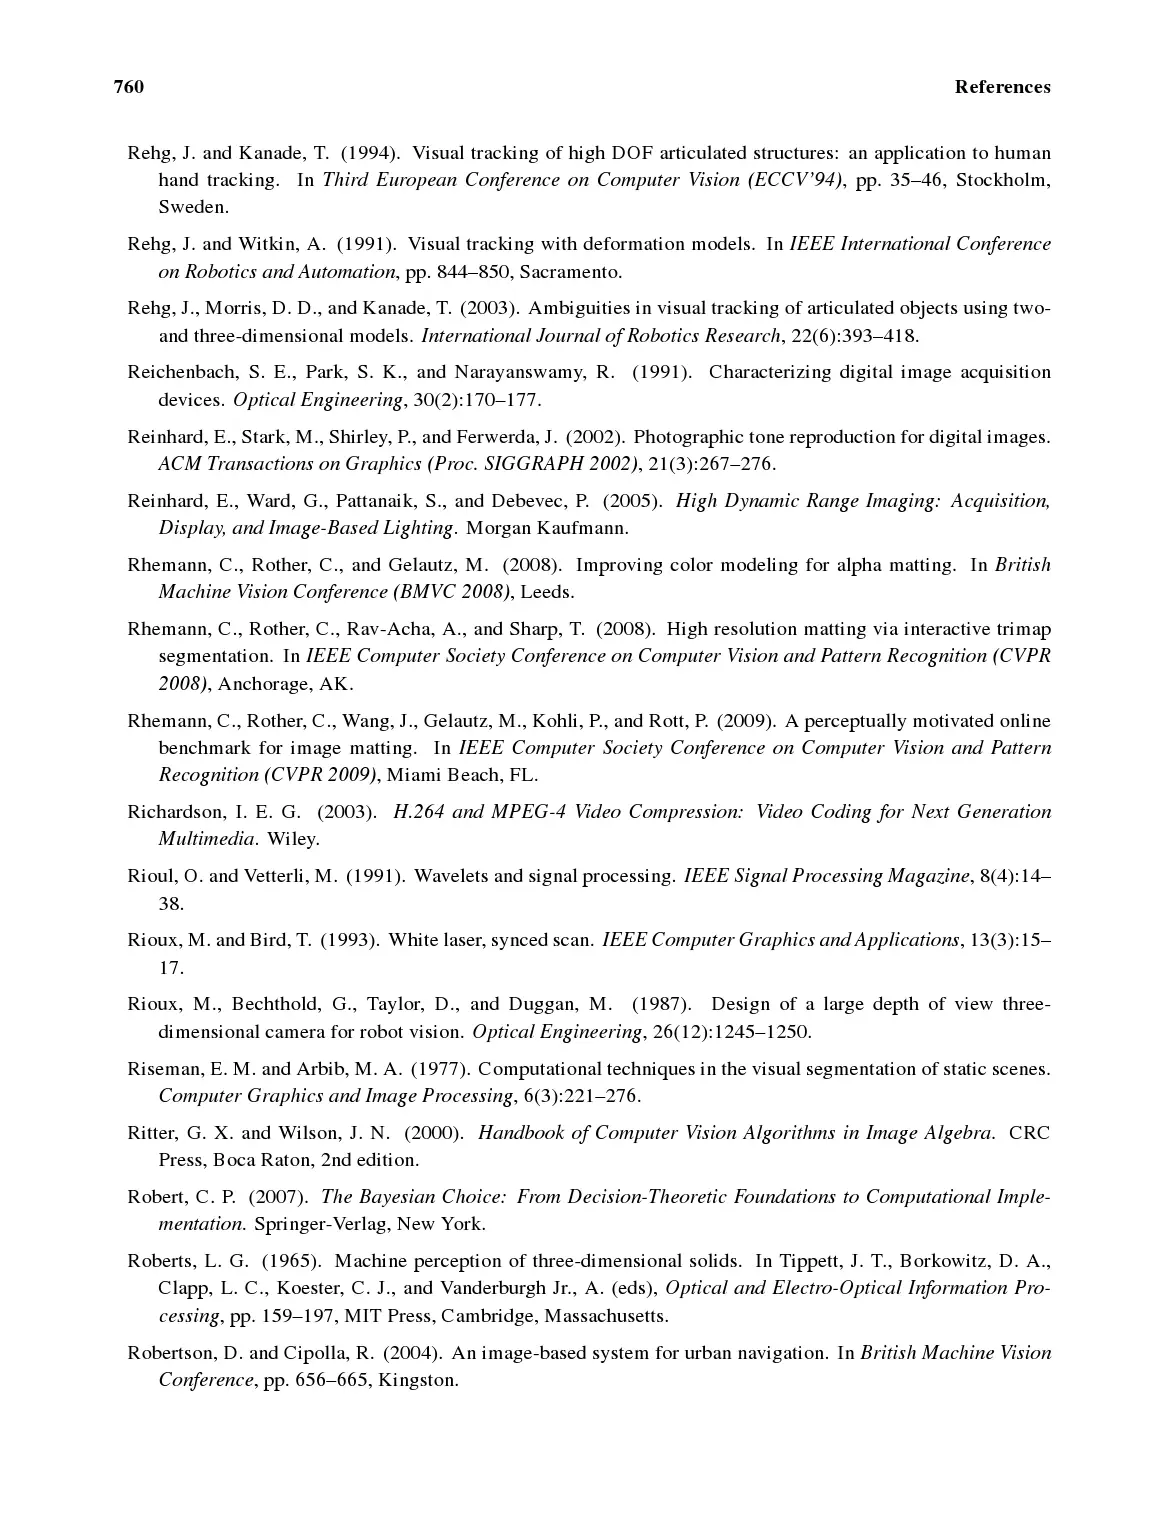 760 References
Rehg, J. and Kanade, T. (1994). Visual tracking of high DOF articulated structures: an application to human
hand tracking. In Third European Conference on Computer Vision (ECCV’94), pp. 35–46, Stockholm,
Sweden.
Rehg, J. and Witkin, A. (1991). Visual tracking with deformation models. In IEEE International Conference
on Robotics and Automation, pp. 844–850, Sacramento.
Rehg, J., Morris, D. D., and Kanade, T. (2003). Ambiguities in visual tracking of articulated objects using two-
and three-dimensional models. International Journal of Robotics Research, 22(6):393–418.
Reichenbach, S. E., Park, S. K., and Narayanswamy, R. (1991). Characterizing digital image acquisition
devices. Optical Engineering, 30(2):170–177.
Reinhard, E., Stark, M., Shirley, P., and Ferwerda, J. (2002). Photographic tone reproduction for digital images.
ACM Transactions on Graphics (Proc. SIGGRAPH 2002), 21(3):267–276.
Reinhard, E., Ward, G., Pattanaik, S., and Debevec, P. (2005). High Dynamic Range Imaging: Acquisition,
Display, and Image-Based Lighting. Morgan Kaufmann.
Rhemann, C., Rother, C., and Gelautz, M. (2008). Improving color modeling for alpha matting. In British
Machine Vision Conference (BMVC 2008), Leeds.
Rhemann, C., Rother, C., Rav-Acha, A., and Sharp, T. (2008). High resolution matting via interactive trimap
segmentation. In IEEE Computer Society Conference on Computer Vision and Pattern Recognition (CVPR
2008), Anchorage, AK.
Rhemann, C., Rother, C., Wang, J., Gelautz, M., Kohli, P., and Rott, P. (2009). A perceptually motivated online
benchmark for image matting. In IEEE Computer Society Conference on Computer Vision and Pattern
Recognition (CVPR 2009), Miami Beach, FL.
Richardson, I. E. G. (2003). H.264 and MPEG-4 Video Compression: Video Coding for Next Generation
Multimedia. Wiley.
Rioul, O. and Vetterli, M. (1991). Wavelets and signal processing. IEEE Signal Processing Magazine, 8(4):14–
38.
Rioux, M. and Bird, T. (1993). White laser, synced scan. IEEE Computer Graphics and Applications, 13(3):15–
17.
Rioux, M., Bechthold, G., Taylor, D., and Duggan, M. (1987). Design of a large depth of view three-
dimensional camera for robot vision. Optical Engineering, 26(12):1245–1250.
Riseman, E. M. and Arbib, M. A. (1977). Computational techniques in the visual segmentation of static scenes.
Computer Graphics and Image Processing, 6(3):221–276.
Ritter, G. X. and Wilson, J. N. (2000). Handbook of Computer Vision Algorithms in Image Algebra. CRC
Press, Boca Raton, 2nd edition.
Robert, C. P. (2007). The Bayesian Choice: From Decision-Theoretic Foundations to Computational Imple-
mentation. Springer-Verlag, New York.
Roberts, L. G. (1965). Machine perception of three-dimensional solids. In Tippett, J. T., Borkowitz, D. A.,
Clapp, L. C., Koester, C. J., and Vanderburgh Jr., A. (eds), Optical and Electro-Optical Information Pro-
cessing, pp. 159–197, MIT Press, Cambridge, Massachusetts.
Robertson, D. and Cipolla, R. (2004). An image-based system for urban navigation. In British Machine Vision
Conference, pp. 656–665, Kingston.